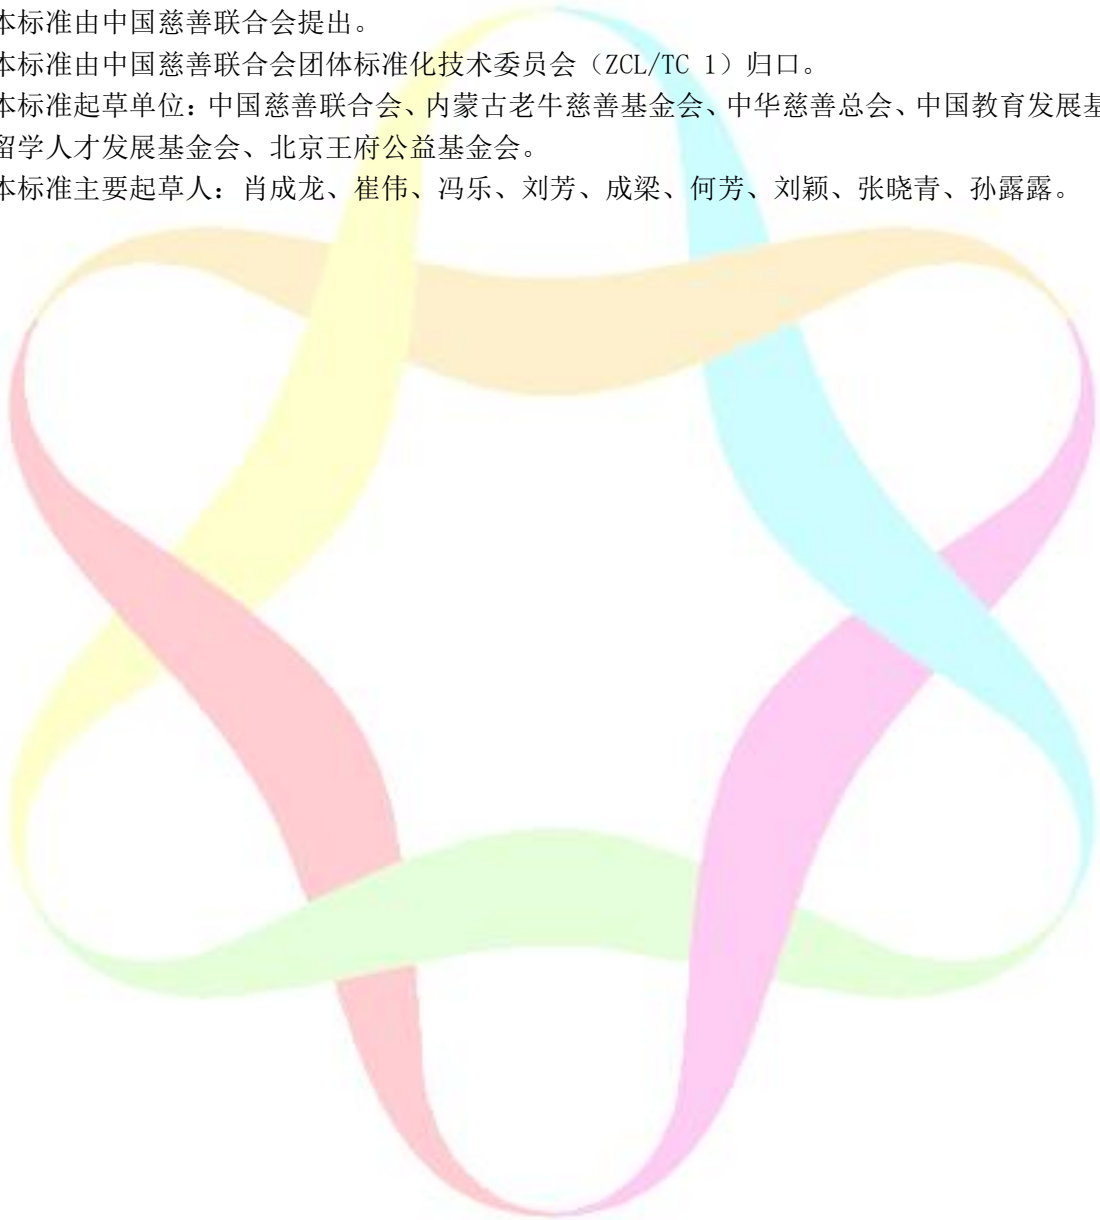 本标准由中国慈善联合会提出。
本标准由中国慈善联合会团体标准化技术委员会（ZCL/TC 1）归口。
本标准起草单位：中国慈善联合会、内蒙古老牛慈善基金会、中华慈善总会、中国教育发展基
留学人才发展基金会、北京王府公益基金会。
本标准主要起草人：肖成龙、崔伟、冯乐、刘芳、成梁、何芳、刘颖、张晓青、孙露露。